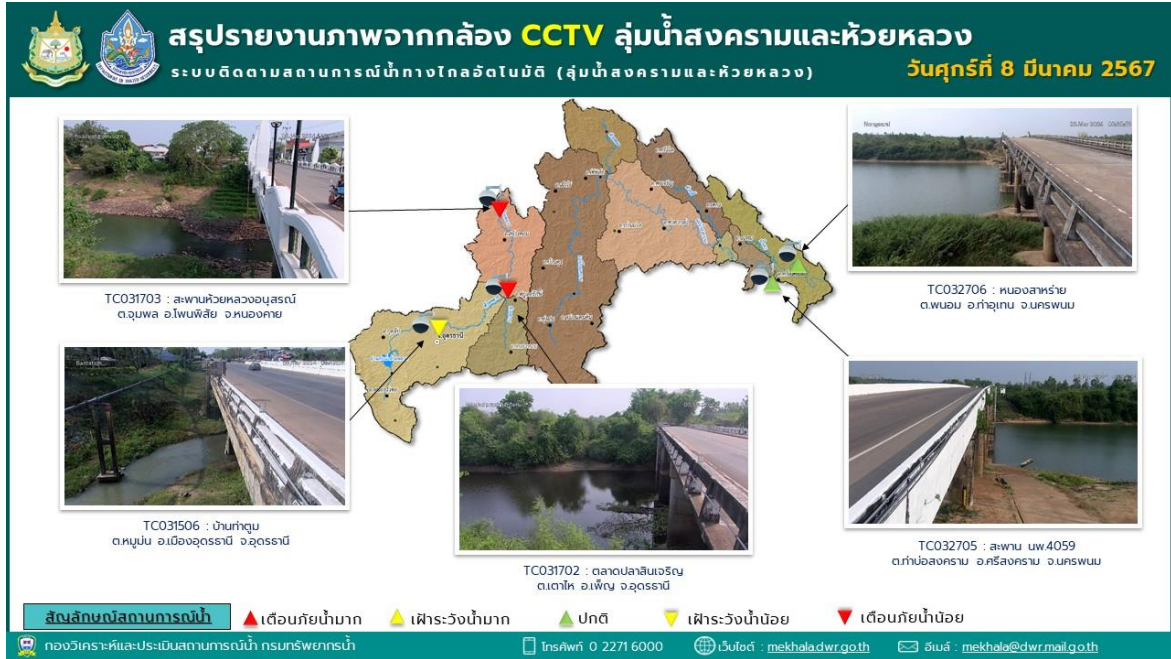 สรุปรายงานภาพจากกล้อง CCTV ลุ่มน้ำสงครามและห้วยหลวง
ระบบติดตามสถานการณ์น้ำทางไกลอัตโนมัติ (ลุ่มน้ำสงครามและห้วยหลวง)
วันศุกร์ที่ 8 มีนาคม 2567
TC031703 : สะพานห้วยหลวงอนุสรณ์
ต.จุมพล อ.โพนพิสัย จ.หนองคาย
TC032706 : หนองสาหร่าย
ต.พนอม อ.ท่าอุเทน จ.นครพนม
อ.อุดรธานี
TC031506 : บ้านท่าตูม
ต.หมูม่น อ.เมืองอุดรธานี จ.อุดรธานี
TC031702 : ตลาดปลาสินเจริญ
ต.เตาไห อ.เพ็ญ จ.อุดรธานี
TC032705 : สะพาน นพ.4059
ต.ท่าบ่อสงคราม อ.ศรีสงคราม จ.นครพนม
สัญลักษณ์สถานการณ์น้ำ
เตือนภัยน้ำมาก
เฝ้าระวังน้ำมาก
ปกติ
เฝ้าระวังน้ำน้อย
เตือนภัยน้ำน้อย
กองวิเคราะห์และประเมินสถานการณ์น้ำ กรมทรัพยากรน้ำ
โทรศัพท์ 0 2271 6000
เว็บไซต์ : mekhala.dwr.go.th
อีเมล์ : mekhala@dwr.mail.go.th